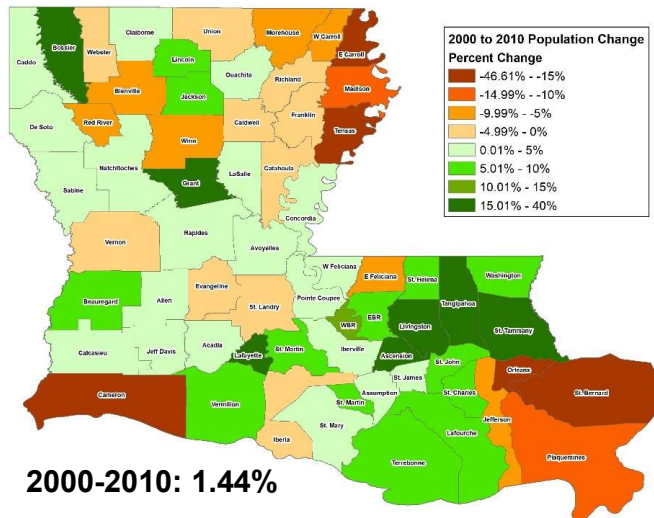 Claiborne
Union
Morehouse
W Carroll
E Carroll
Bossier
Webster
Lincoln
Caddo
Ouachita
Richland
Madison
Bienville
Jackson
Franklin
Red River
Caldwell
Tensas
De Soto
Winn
Natchitoches
LaSalle
Catahoula
Grant
Sabine
Concordia
Vernon
Rapides
Avoyelles
W Feliciana
E Feliciana
St. Helena
Washington
Tangipahoa
Evangeline
Beauregard
Allen
St. Landry
Pointe Coupee
WBR
EBR
Livingston
St. Tammany
Calcasieu
Jeff Davis
Acadia
Lafayette
St. Martin
Iberville
Ascension
St. John
St. James
Orleans
Cameron
Vermilion
St. Martin
Assumption
St. Charles
St. Bernard
Iberia
St. Mary
Lafourche
Jefferson
Terrebonne
Plaquemines
2000 to 2010 Population Change
Percent Change
-46.61% - -15%
-14.99% - -10%
-9.99% - -5%
-4.99% - 0%
0.01% - 5%
5.01% - 10%
10.01% - 15%
15.01% - 40%
2000-2010: 1.44%